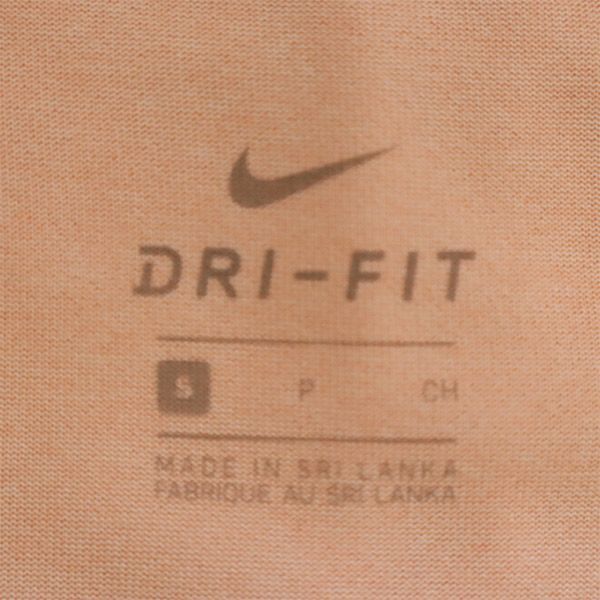 DRI-FIT
S P CH
MADE IN SRI LANKA
FABRIQUE AU SRI LANKA